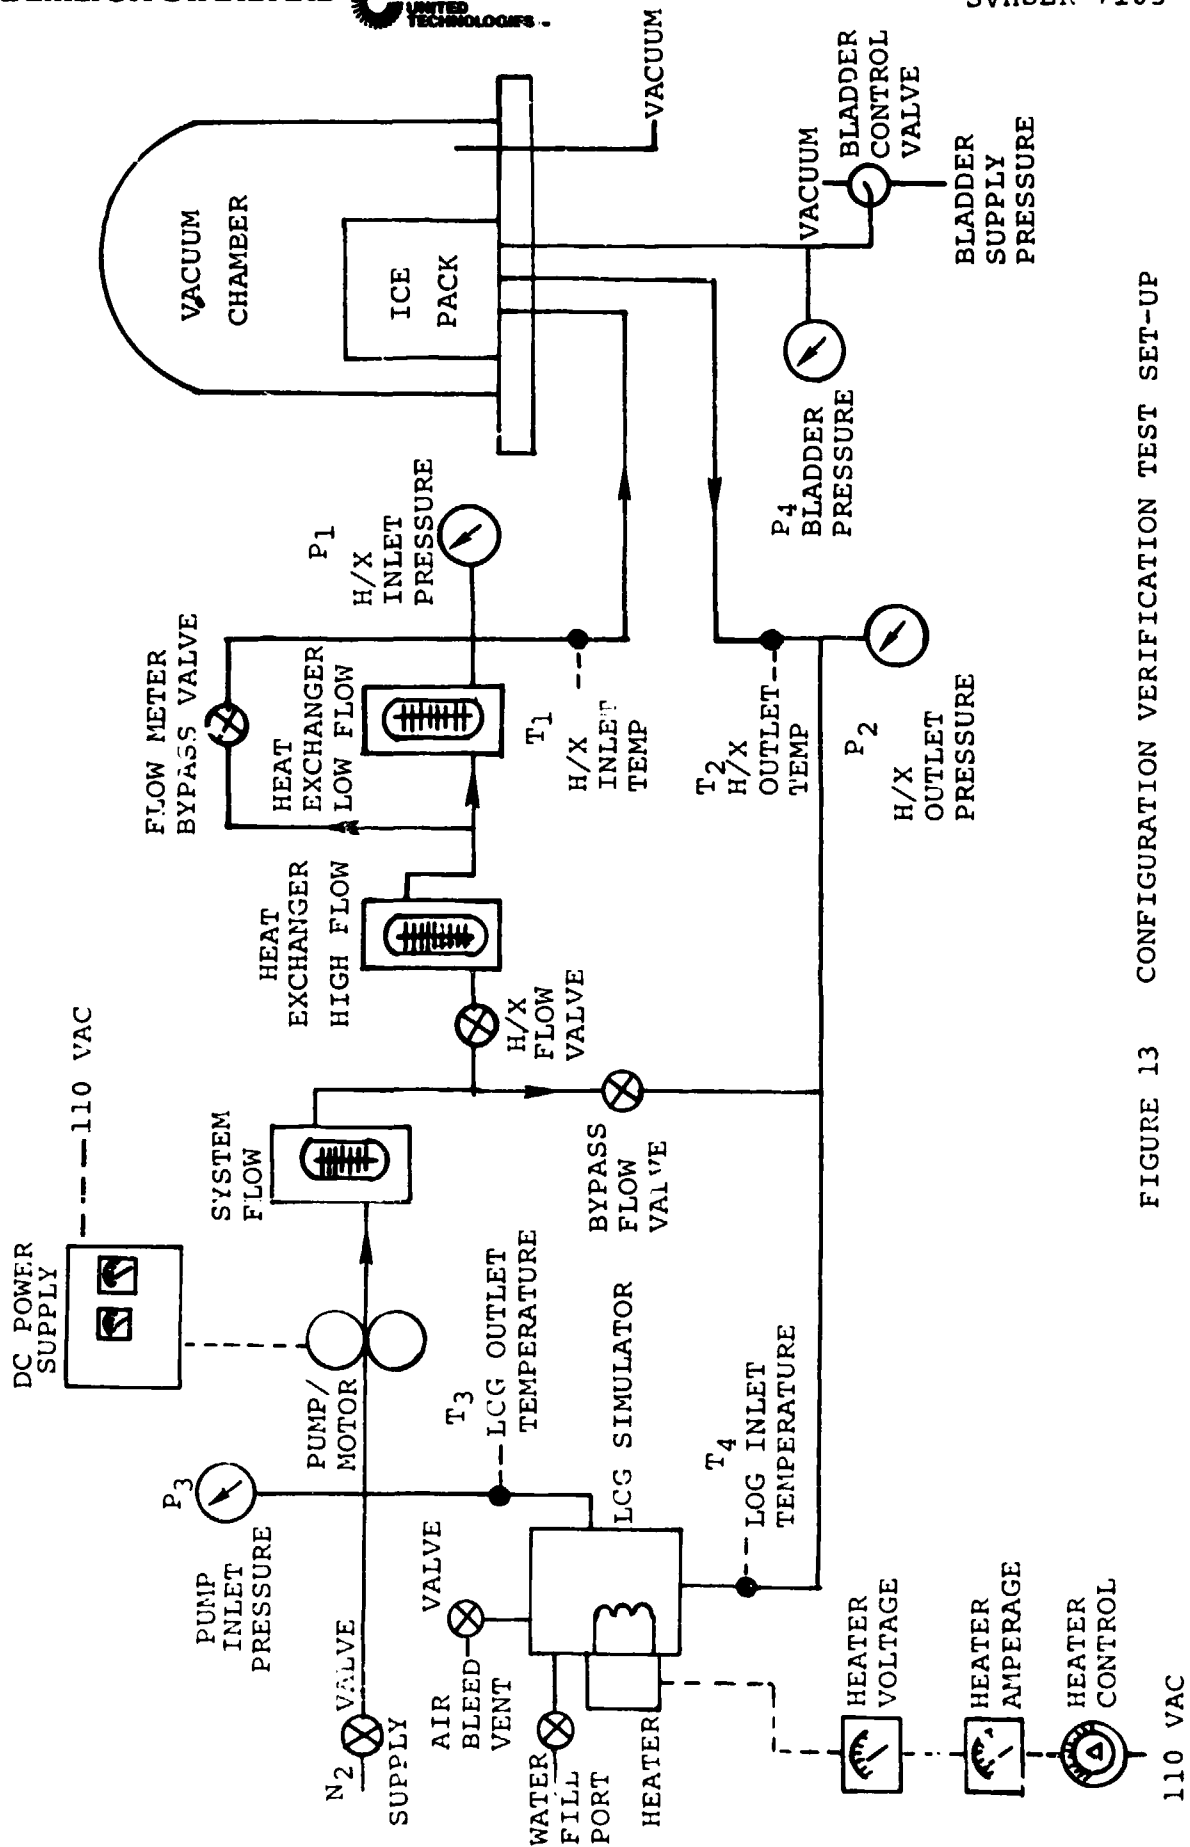 UNITED
TECHNOLOGIES
DC POWER
SUPPLY
110 VAC
P3
PUMP
INLET
PRESSURE
PUMP/
MOTOR
N2
VALVE
SUPPLY
AIR
BLEED
VENT
VALVE
WATER
FILL
PORT
HEATER
T3
LCG OUTLET
TEMPERATURE
LCG SIMULATOR
T4
LOG INLET
TEMPERATURE
HEATER
VOLTAGE
HEATER
AMPERAGE
HEATER
CONTROL
110 VAC
SYSTEM
FLOW
BYPASS
FLOW
VALVE
H/X
FLOW
VALVE
HEAT
EXCHANGER
HIGH FLOW
FLOW METER
BYPASS VALVE
HEAT
EXCHANGER
LOW FLOW
P1
H/X
INLET
PRESSURE
T1
H/X
INLET
TEMP
T2
H/X
OUTLET
TEMP
P2
H/X
OUTLET
PRESSURE
VACUUM
CHAMBER
ICE
PACK
VACUUM
P4
BLADDER
PRESSURE
VACUUM
BLADDER
CONTROL
VALVE
BLADDER
SUPPLY
PRESSURE
FIGURE 13 CONFIGURATION VERIFICATION TEST SET-UP